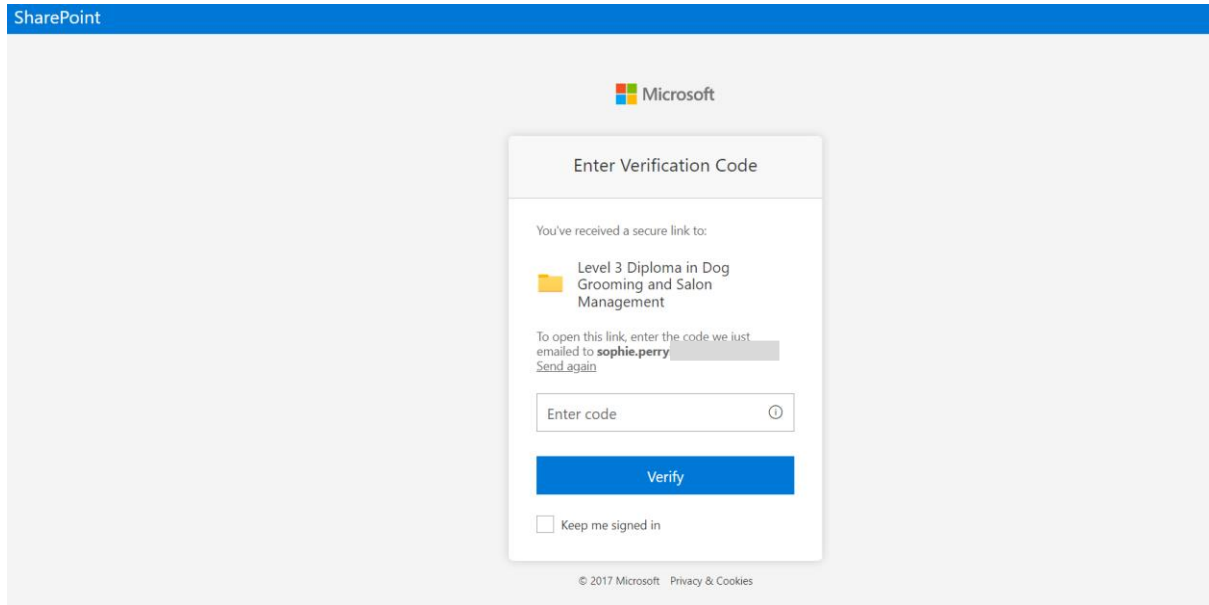 SharePoint
Microsoft
Enter Verification Code
You've received a secure link to:
Level 3 Diploma in Dog
Grooming and Salon
Management
To open this link, enter the code we just
emailed to sophie.perry
Send again
Enter code
Verify
Keep me signed in
© 2017 Microsoft Privacy & Cookies